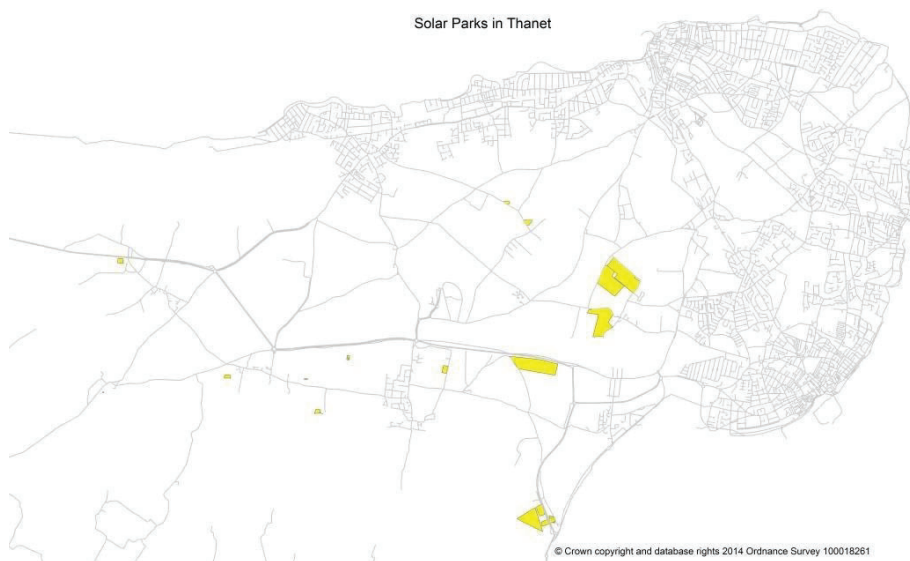 Solar Parks in Thanet
© Crown copyright and database rights 2014 Ordnance Survey 100018261